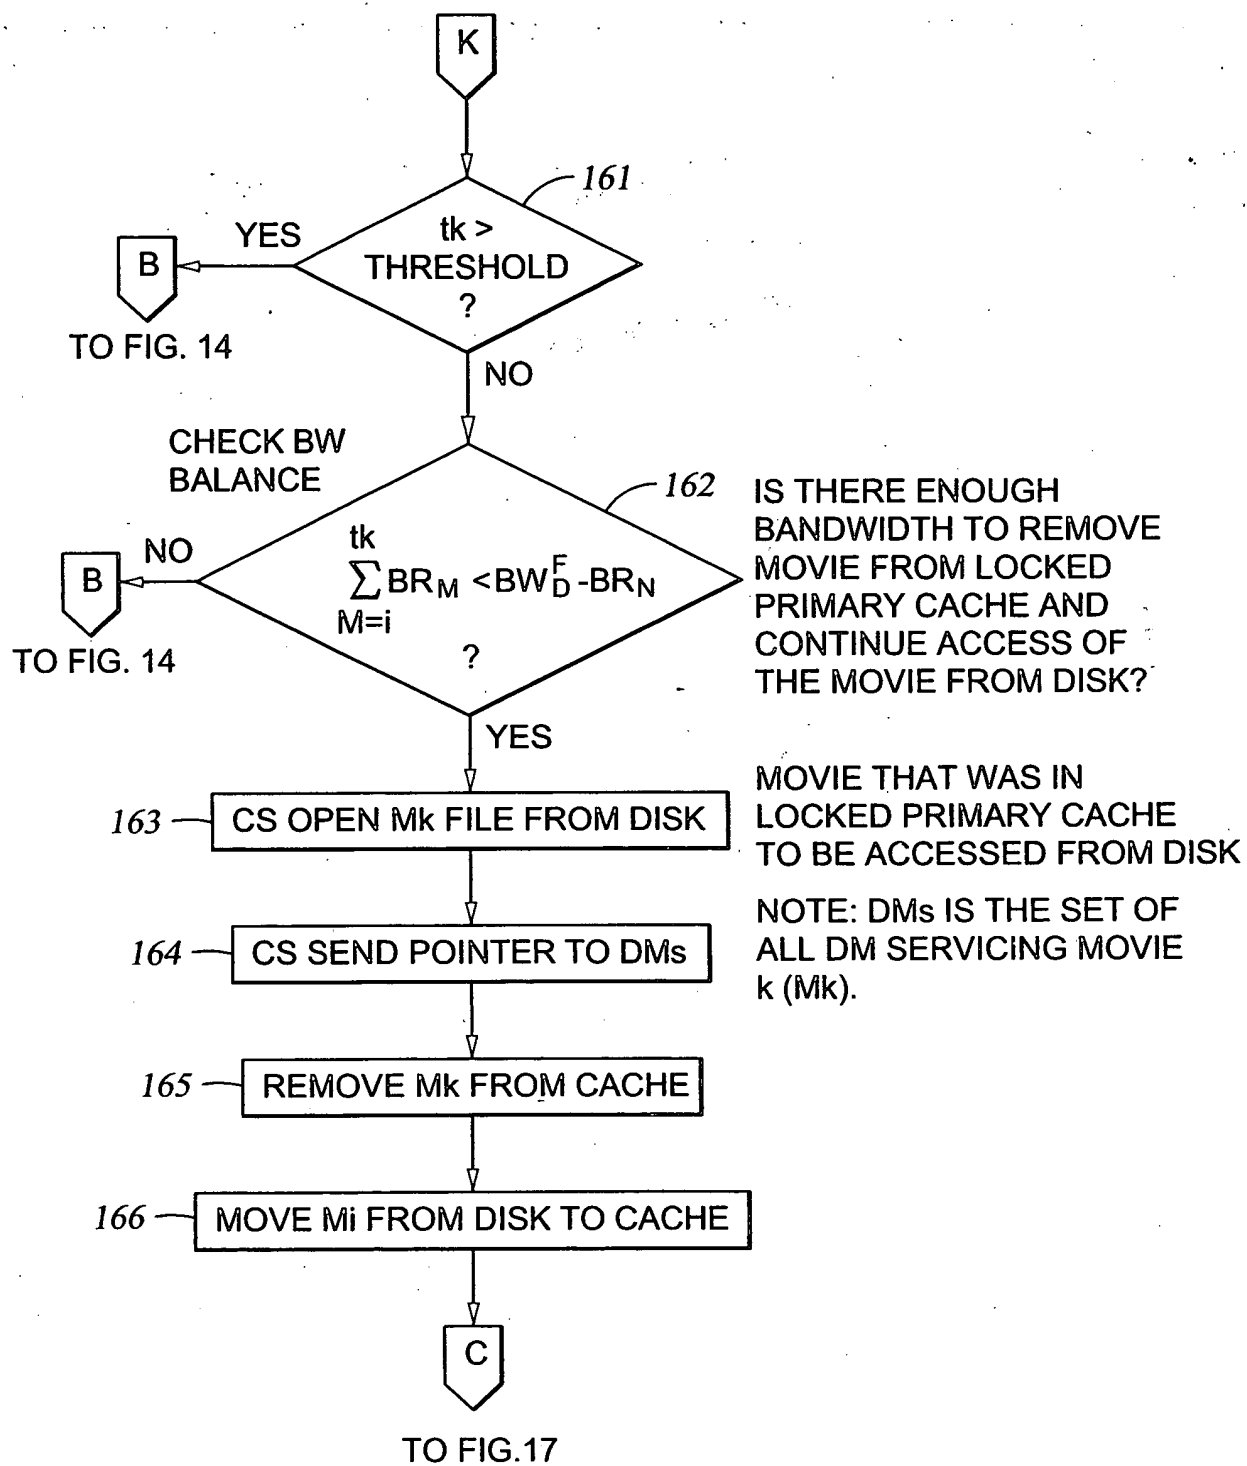 K
161
tk >
THRESHOLD
?
YES
B
TO FIG. 14
NO
CHECK BW
BALANCE
162
tk
∑ BR_M < BW_D^F - BR_N
M=i
?
NO
B
TO FIG. 14
IS THERE ENOUGH
BANDWIDTH TO REMOVE
MOVIE FROM LOCKED
PRIMARY CACHE AND
CONTINUE ACCESS OF
THE MOVIE FROM DISK?
YES
163
CS OPEN Mk FILE FROM DISK
MOVIE THAT WAS IN
LOCKED PRIMARY CACHE
TO BE ACCESSED FROM DISK
164
CS SEND POINTER TO DMs
NOTE: DMs IS THE SET OF
ALL DM SERVICING MOVIE
k (Mk).
165
REMOVE Mk FROM CACHE
166
MOVE Mi FROM DISK TO CACHE
C
TO FIG.17